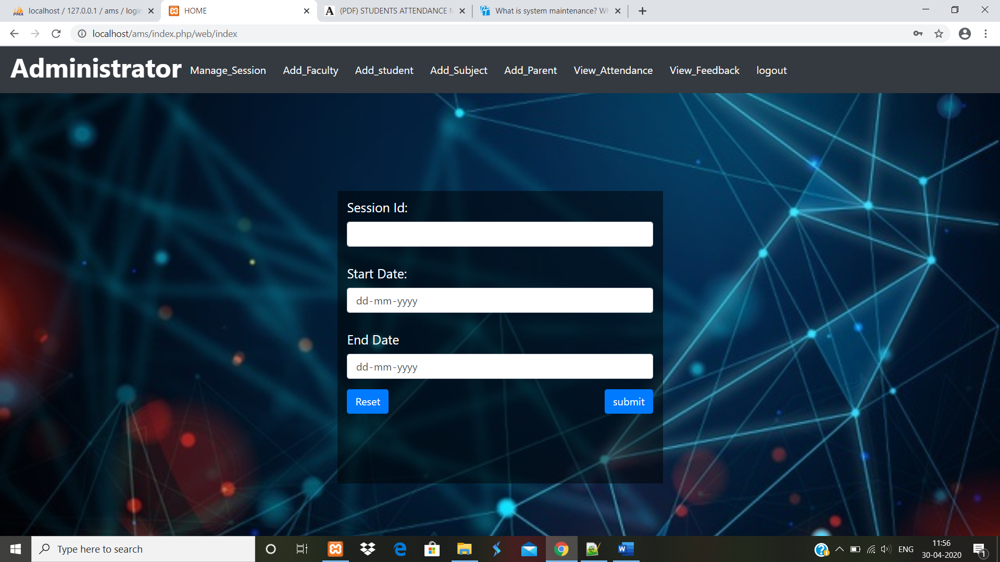 localhost / 127.0.0.1 / ams / login
HOME
(PDF) STUDENTS ATTENDANCE M
What is system maintenance? Wh
localhost/ams/index.php/web/index
Administrator Manage_Session Add_Faculty Add_student Add_Subject Add_Parent View_Attendance View_Feedback logout
Session Id:
Start Date:
dd-mm-yyyy
End Date
dd-mm-yyyy
Reset submit
Type here to search
ENG
11:56
30-04-2020
1